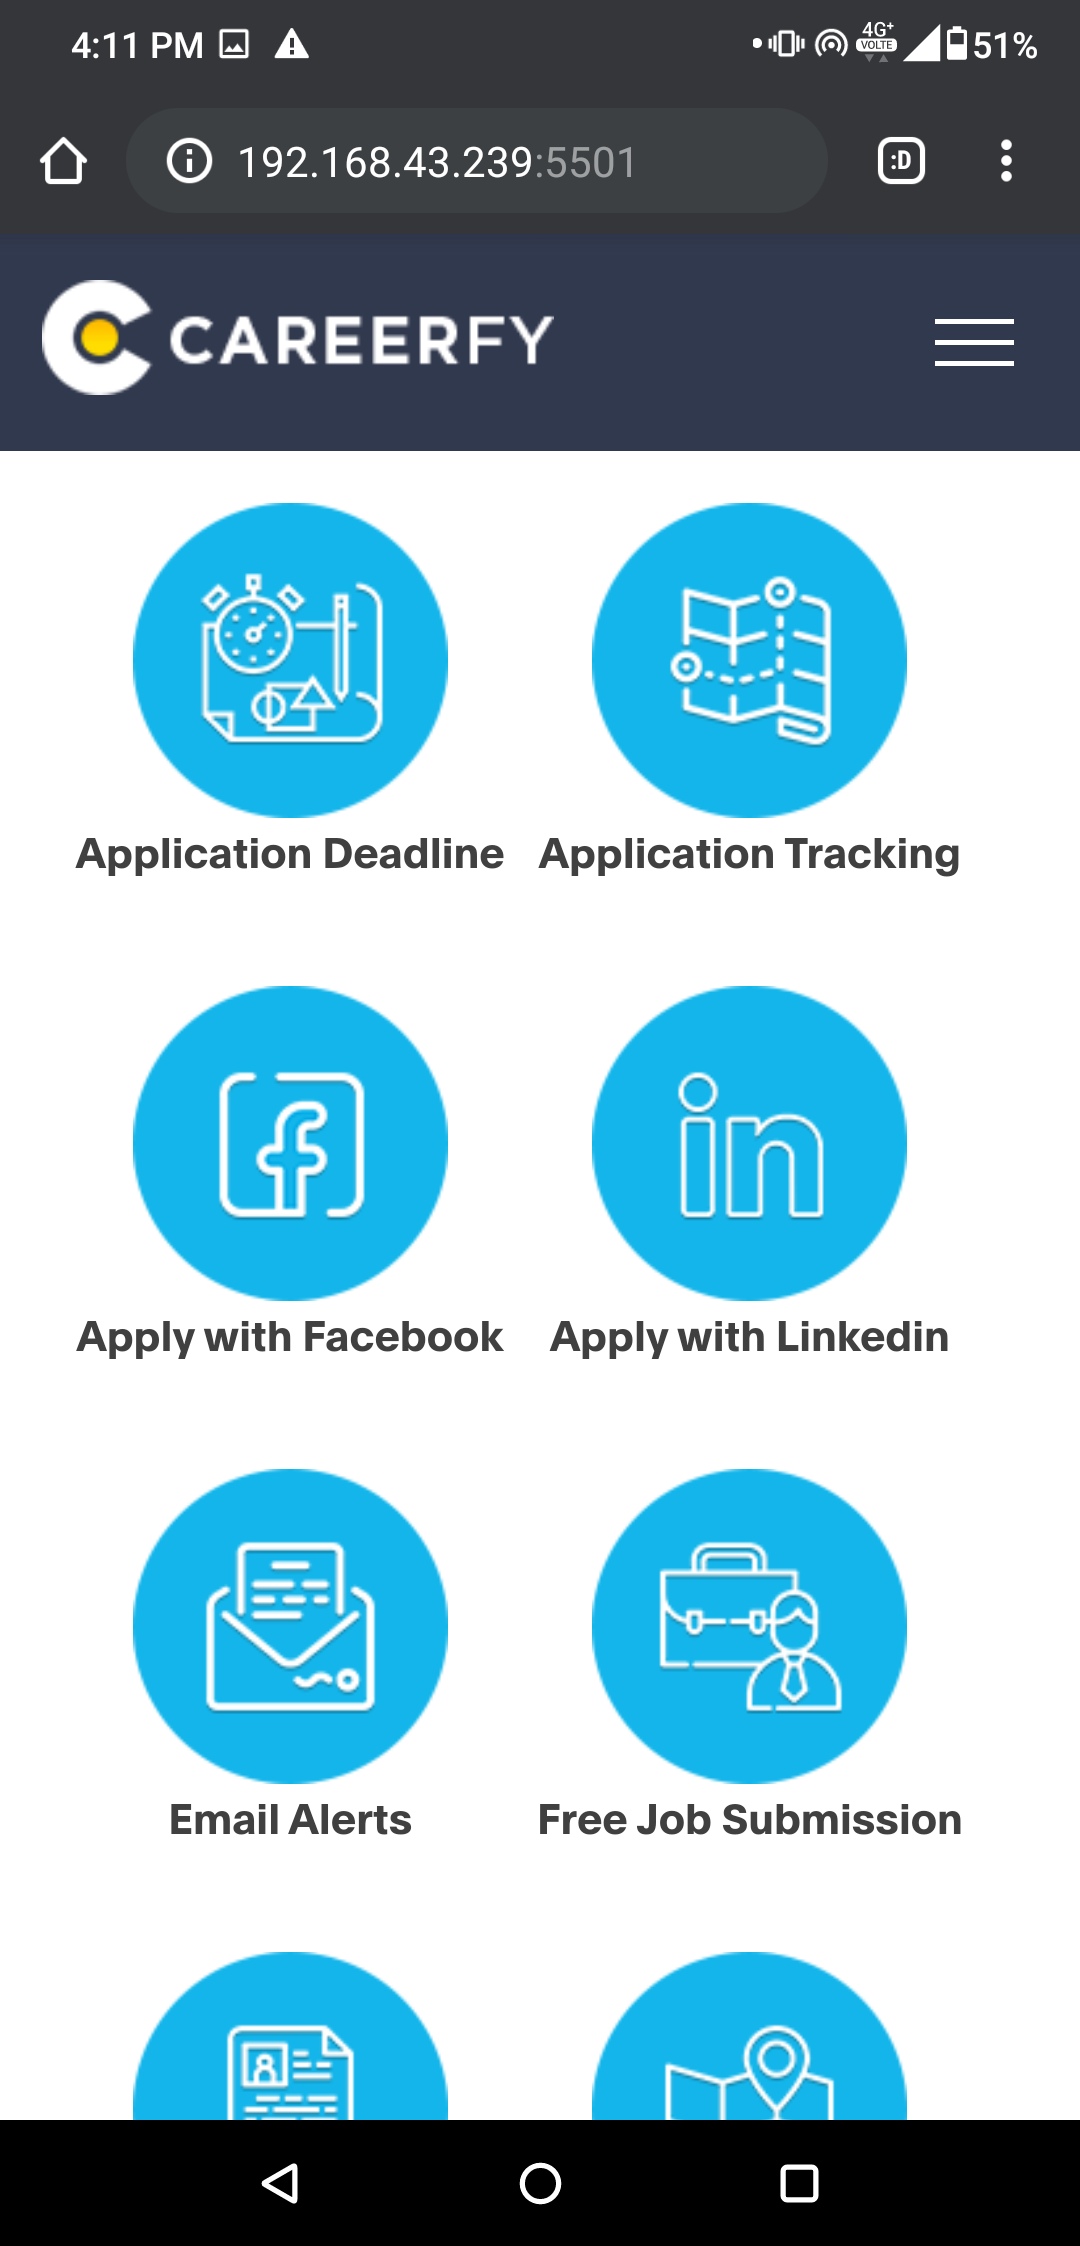 4:11 PM
4G+
VOLTE
51%
192.168.43.239:5501
:D
CAREERFY
Application Deadline
Application Tracking
Apply with Facebook
Apply with Linkedin
Email Alerts
Free Job Submission